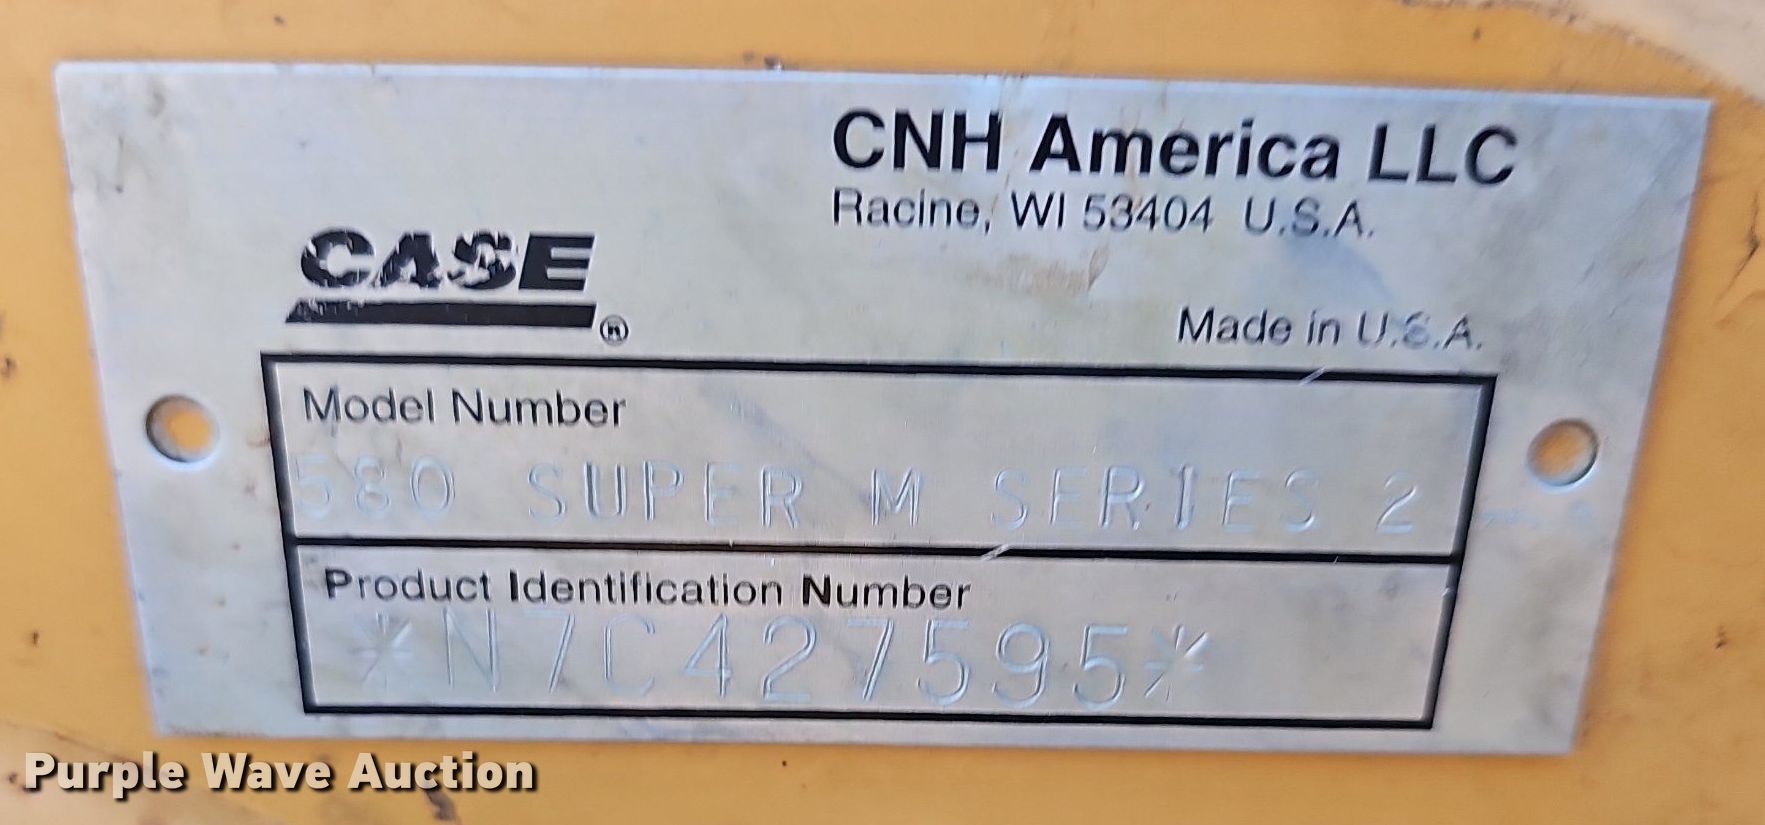 CNH America LLC
Racine, WI 53404 U.S.A.
CASE
®
Made in U.S.A.
Model Number
580 SUPER M SERIES 2
Product Identification Number
*N7C427595*
Purple Wave Auction